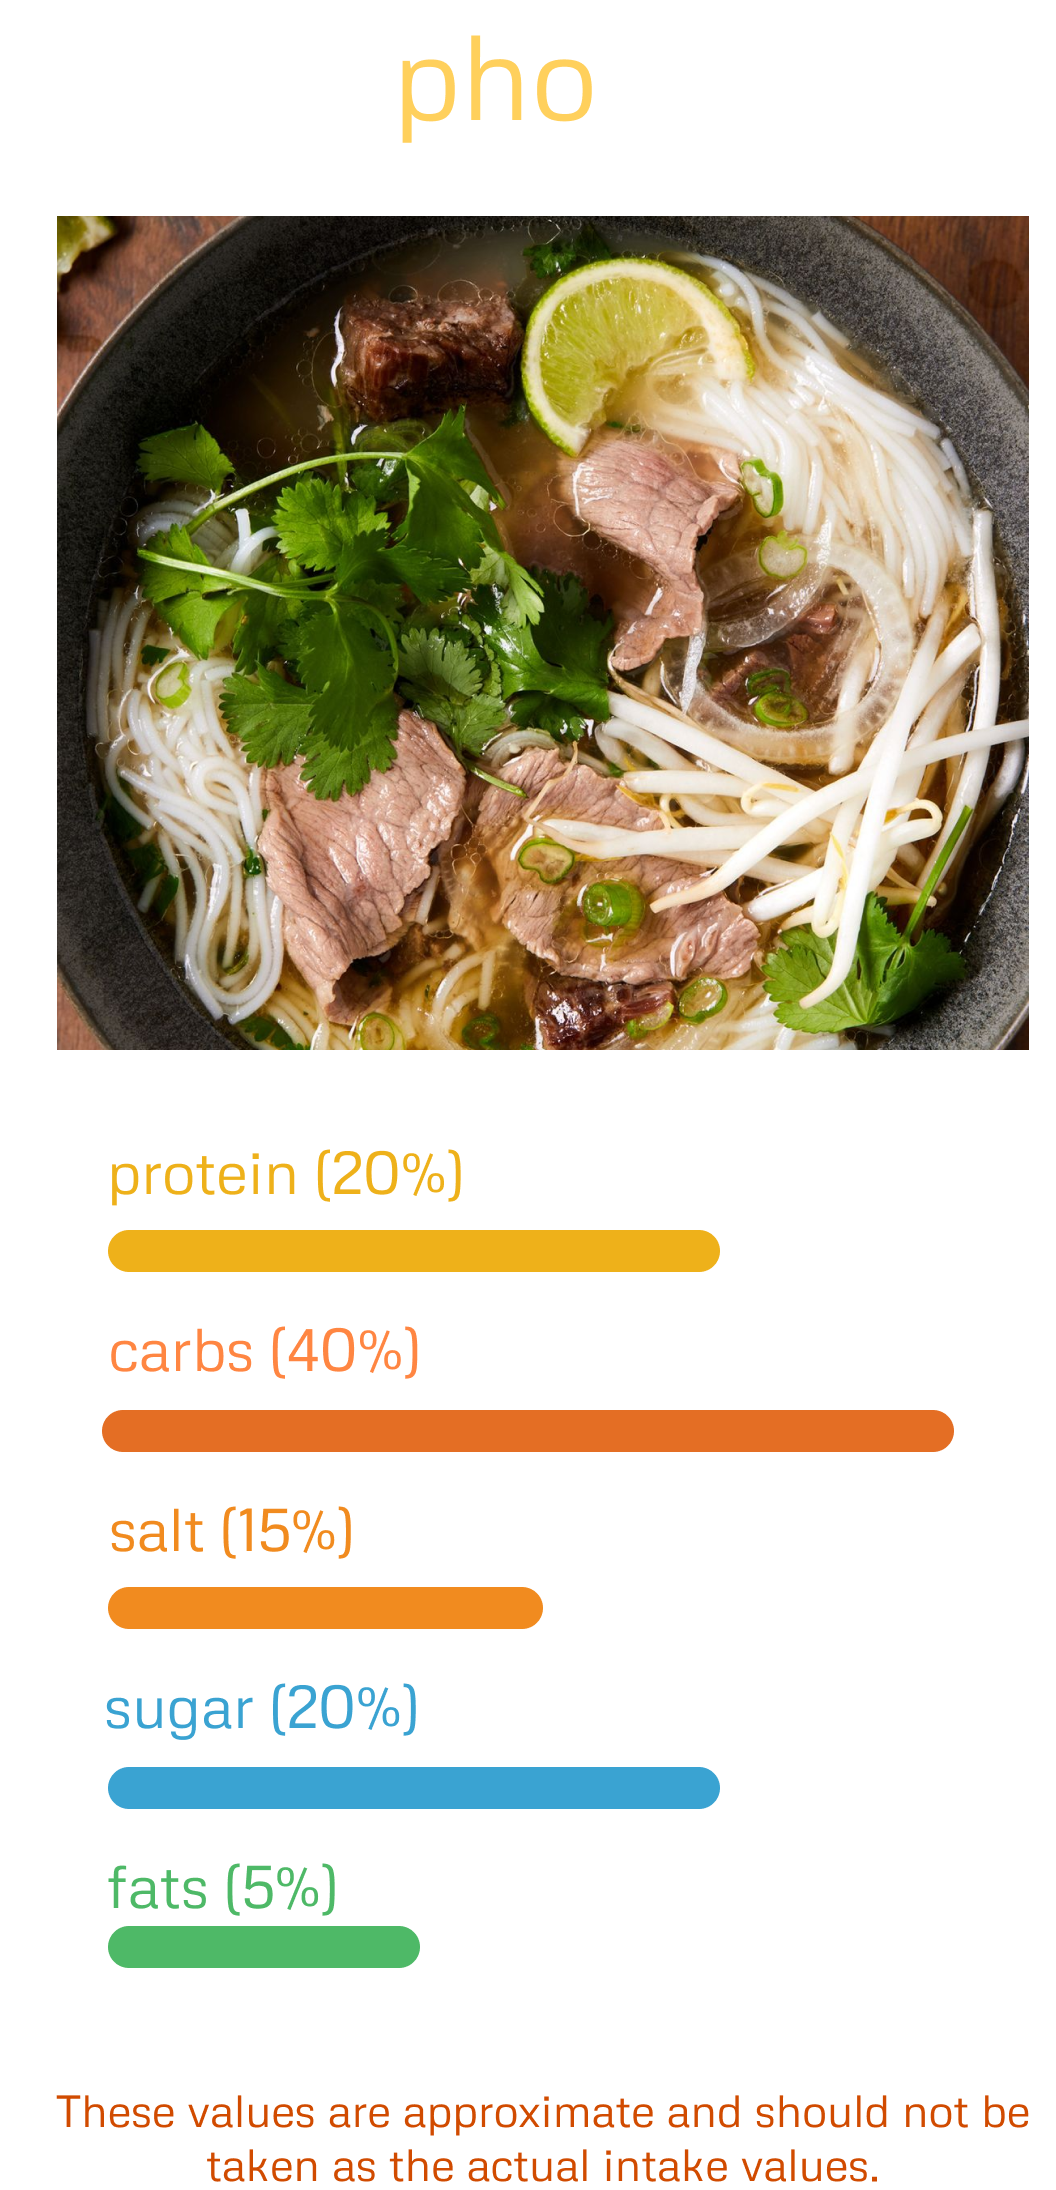 pho
protein (20%)
carbs (40%)
salt (15%)
sugar (20%)
fats (5%)
These values are approximate and should not be
taken as the actual intake values.